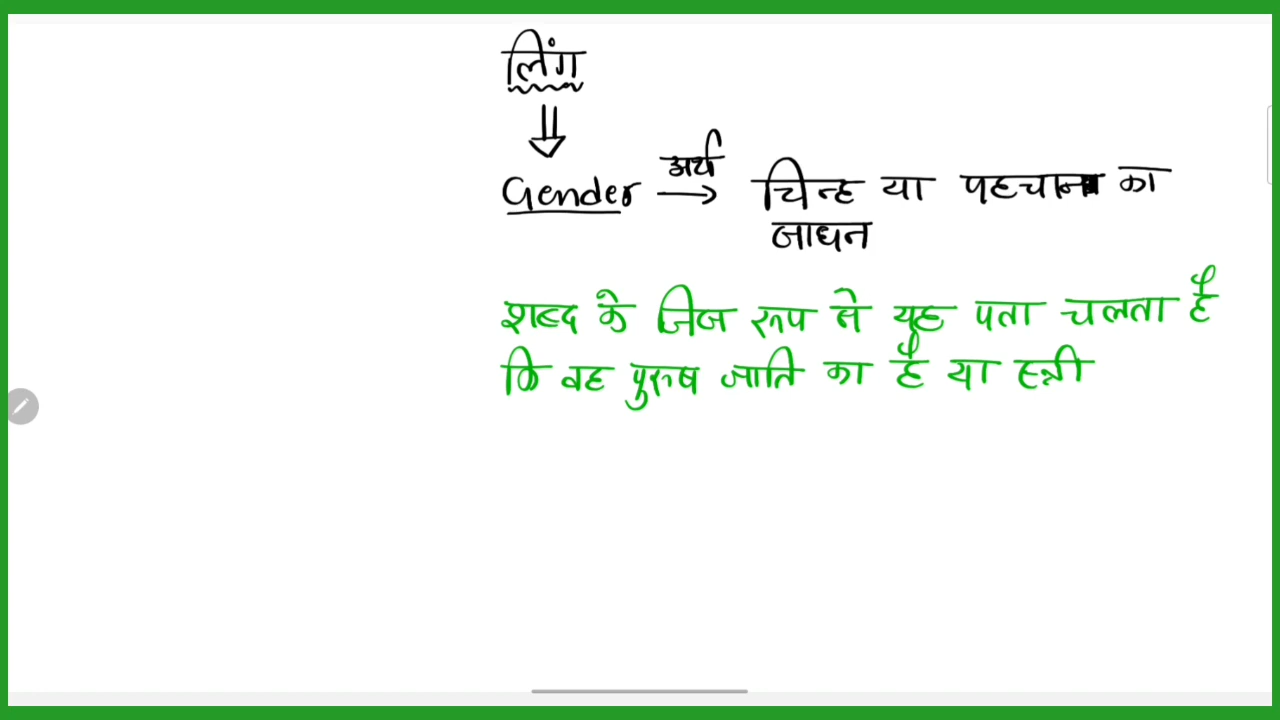 लिंग
Gender अर्थ चिन्ह या पहचान का
साधन
शब्द के जिस रूप से यह पता चलता है
कि वह पुरुष जाति का है या स्त्री